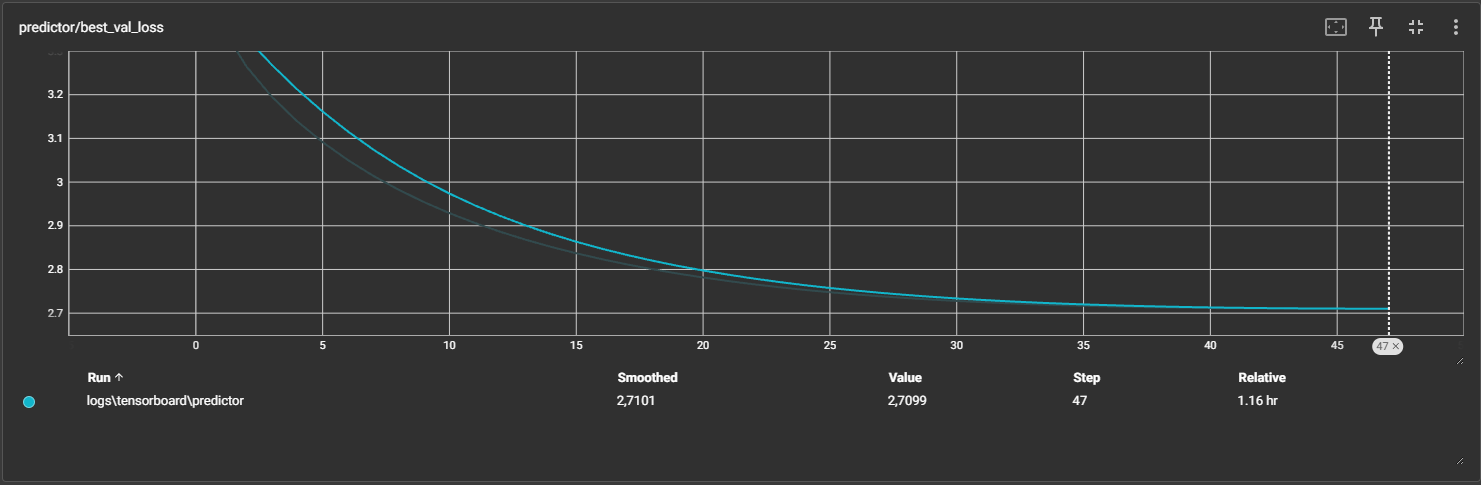 predictor/best_val_loss
3.2
3.1
3
2.9
2.8
2.7
0 5 10 15 20 25 30 35 40 45 47 ×
Run ↑ Smoothed Value Step Relative
logs\tensorboard\predictor 2,7101 2,7099 47 1.16 hr